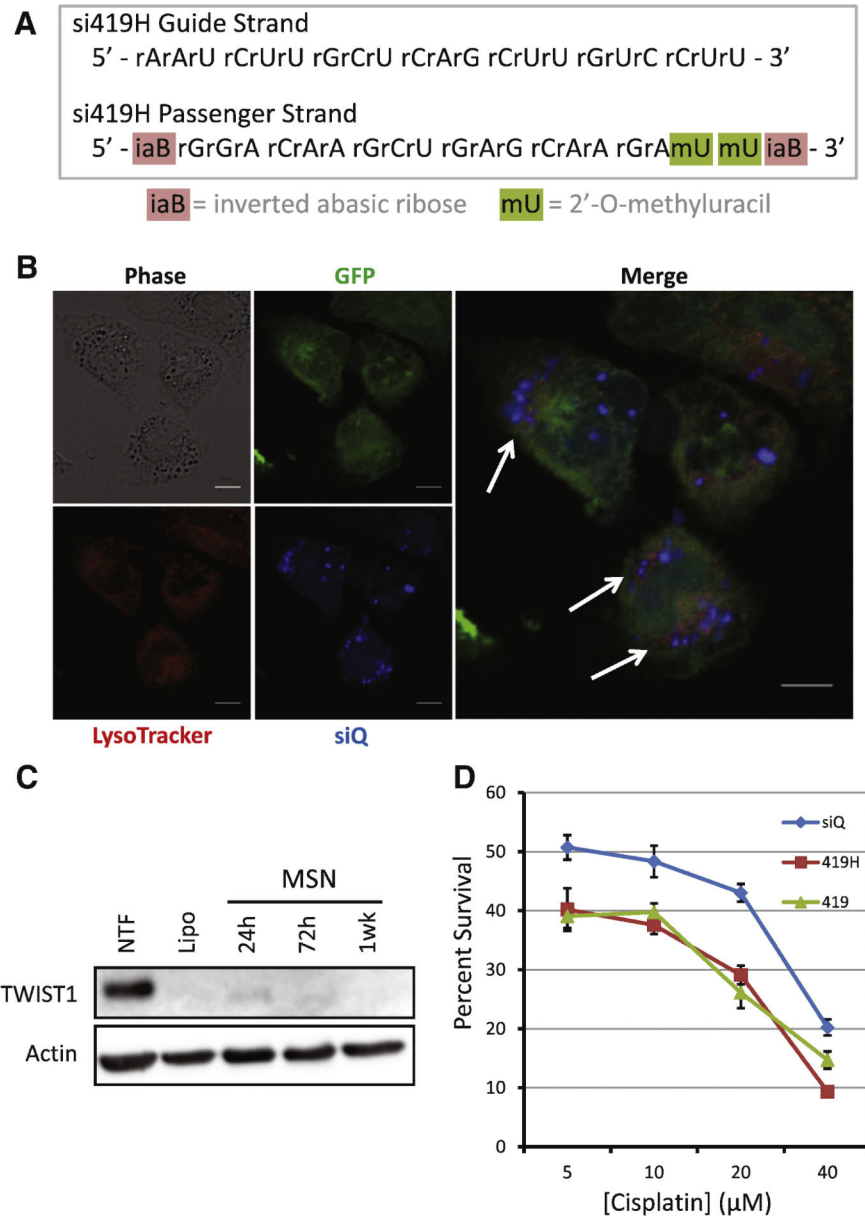 A
si419H Guide Strand
5’ - rArArU rCrUrU rGrCrU rCrArG rCrUrU rGrUrC rCrUrU - 3’
si419H Passenger Strand
5’ - iaB rGrGrA rCrArA rGrCrU rGrArG rCrArA rGrAmU mU iaB - 3’
iaB = inverted abasic ribose mU = 2’-O-methyluracil
B
Phase GFP Merge
LysoTracker siQ
C
MSN
NTF Lipo 24h 72h 1wk
TWIST1
Actin
D
60
50
40
30
20
10
0
Percent Survival
siQ
419H
419
5 10 20 40
[Cisplatin] (µM)